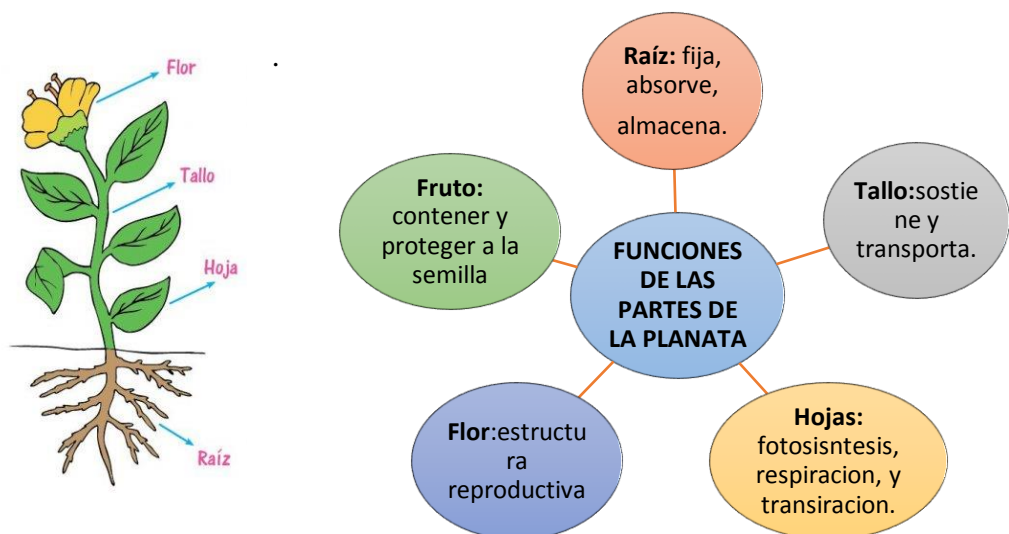 Flor
Tallo
Hoja
Raíz
Raíz: fija,
absorve,
almacena.
Fruto:
contener y
proteger a la
semilla
Tallo:sostie
ne y
transporta.
FUNCIONES
DE LAS
PARTES DE
LA PLANATA
Flor:estructu
ra
reproductiva
Hojas:
fotosisntesis,
respiracion, y
transiracion.